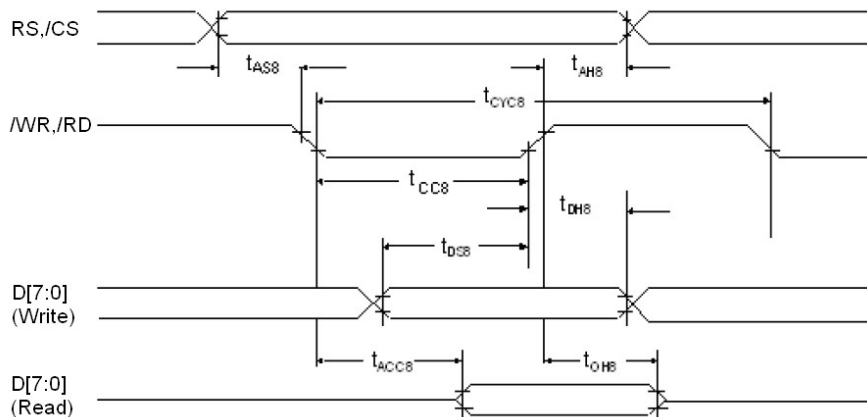 RS,/CS
tAS8
tAH8
tCYC8
/WR,/RD
tCC8
tDH8
tDS8
D[7:0]
(Write)
tACC8
tOH8
D[7:0]
(Read)